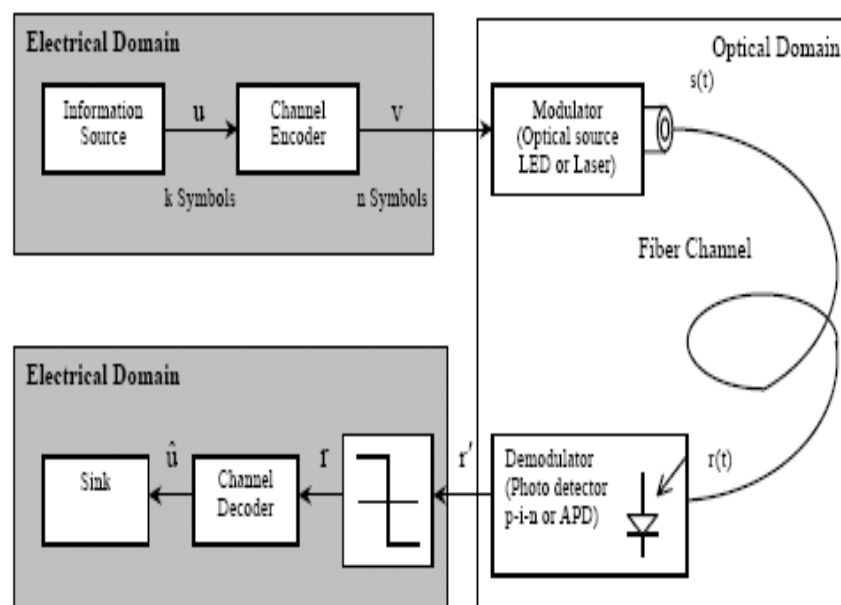 Electrical Domain
Information
Source
u
Channel
Encoder
v
k Symbols
n Symbols
Optical Domain
s(t)
Modulator
(Optical source
LED or Laser)
Fiber Channel
Electrical Domain
Sink
û
Channel
Decoder
r
r′
Demodulator
(Photo detector
p-i-n or APD)
r(t)